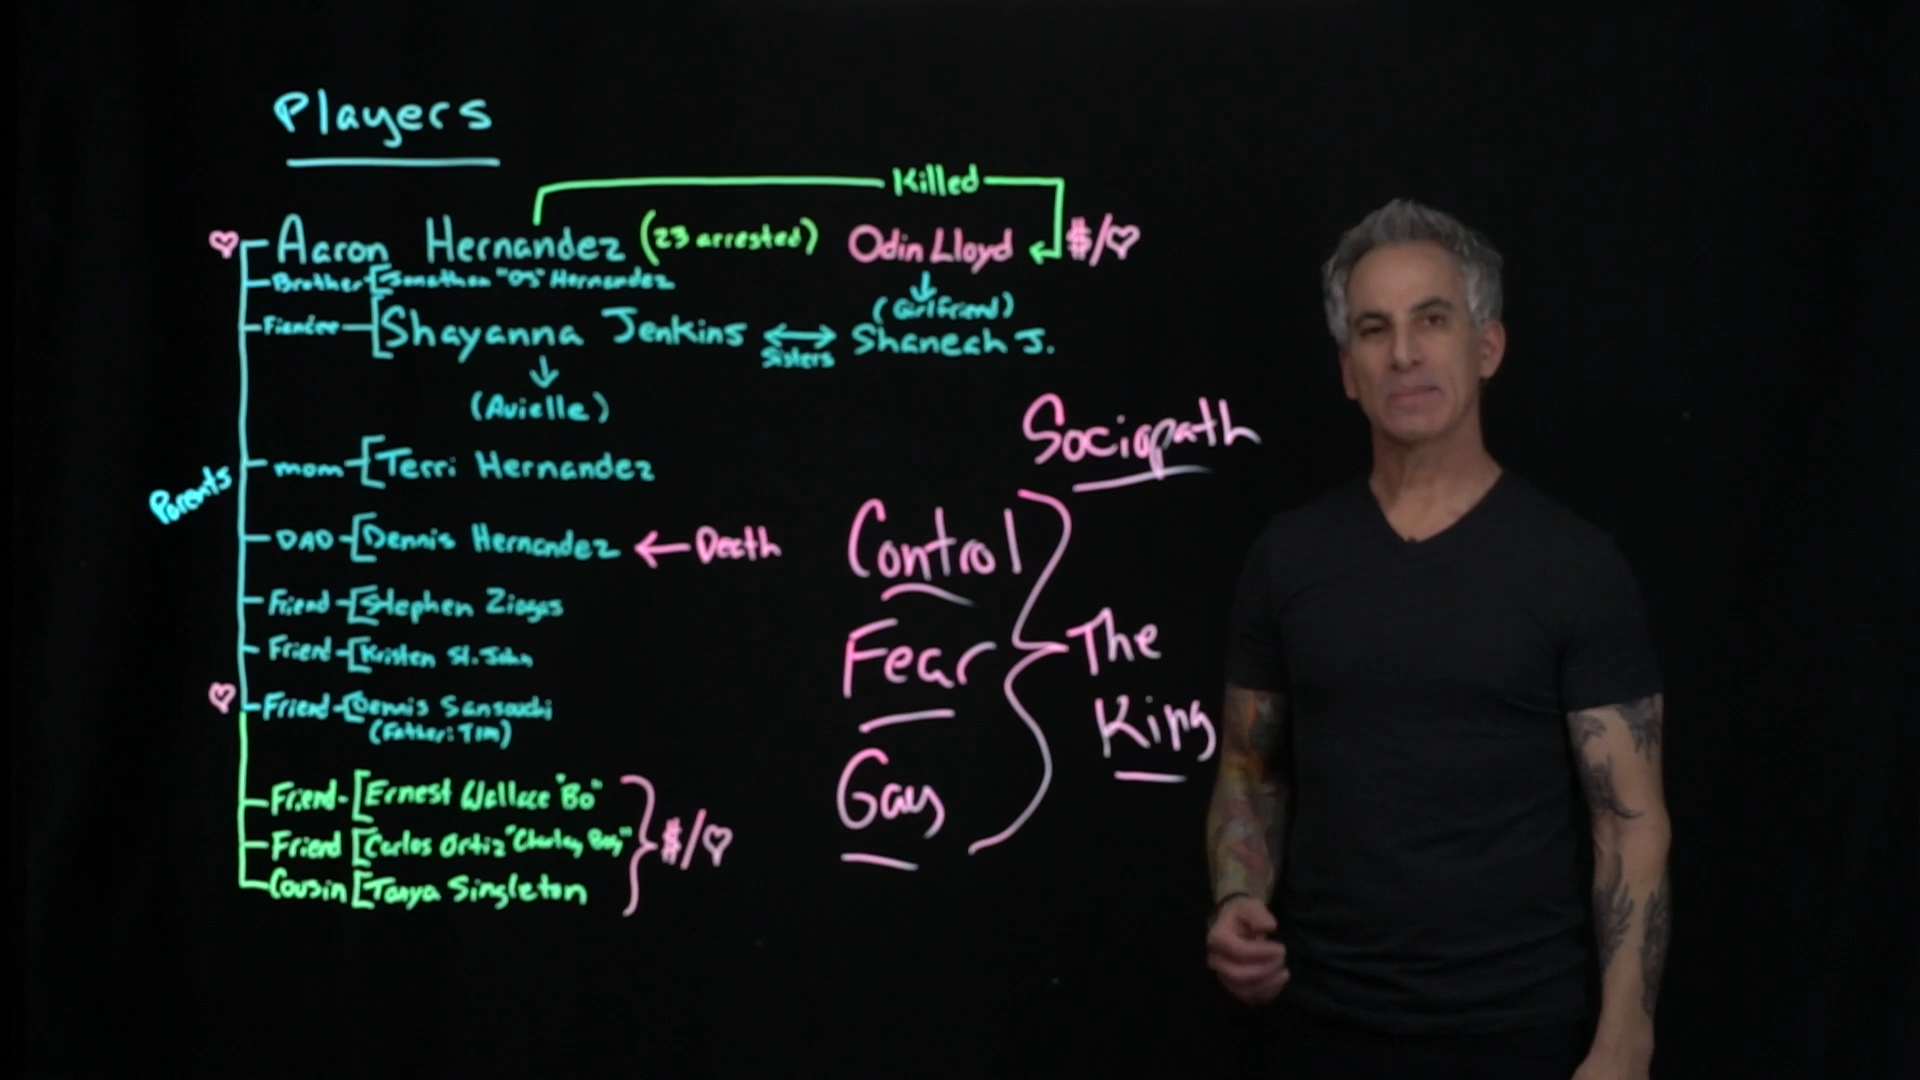 Players
Killed
Aaron Hernandez (23 arrested) Odin Lloyd $/♡
Brother [Jonathan "DJ" Hernandez
(Girlfriend)
Fiancee [Shayanna Jenkins ↔ Shaneah J.
Sisters
(Avielle)
Sociopath
Parents
mom [Terri Hernandez
DAD [Dennis Hernandez ← Death
Control
Friend [Stephen Ziogas
Friend [Kristen St. John
Fear
The King
Friend [Dennis Sansouci
(Father: Tim)
Gay
Friend [Ernest Wallace "Bo"
Friend [Carlos Ortiz "Charley Boy" $/♡
Cousin [Tanya Singleton